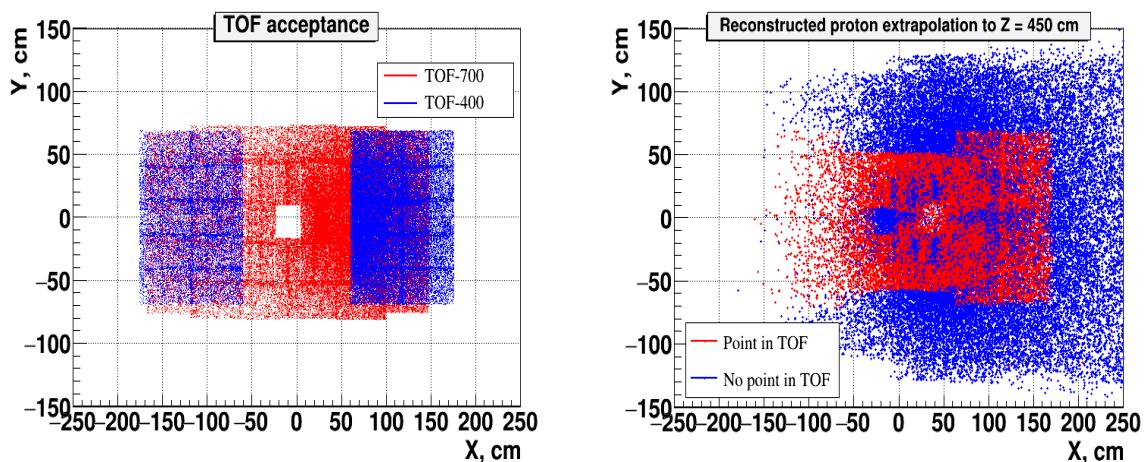 TOF acceptance
Y, cm
150
100
50
0
−50
−100
−150
TOF-700
TOF-400
−250 −200 −150 −100 −50 0 50 100 150 200 250
X, cm
Reconstructed proton extrapolation to Z = 450 cm
Y, cm
150
100
50
0
−50
−100
−150
Point in TOF
No point in TOF
−250 −200 −150 −100 −50 0 50 100 150 200 250
X, cm